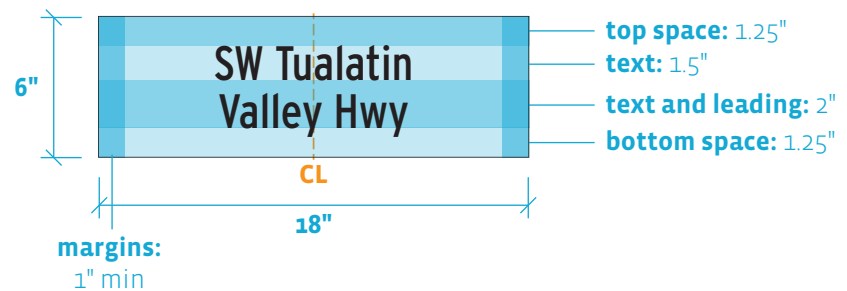 top space: 1.25"
SW Tualatin
text: 1.5"
6"
Valley Hwy
text and leading: 2"
bottom space: 1.25"
CL
18"
margins:
1" min